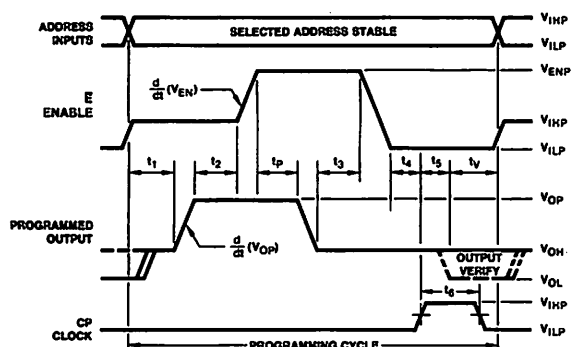 ADDRESS
INPUTS
SELECTED ADDRESS STABLE
VIHP
VILP
E
ENABLE
d/dt (VEN)
VENP
VIHP
VILP
t1
t2
tP
t3
t4
t5
tV
PROGRAMMED
OUTPUT
d/dt (VOP)
VOP
VOH
OUTPUT
VERIFY
VOL
t6
CP
CLOCK
VIHP
VILP
PROGRAMMING CYCLE